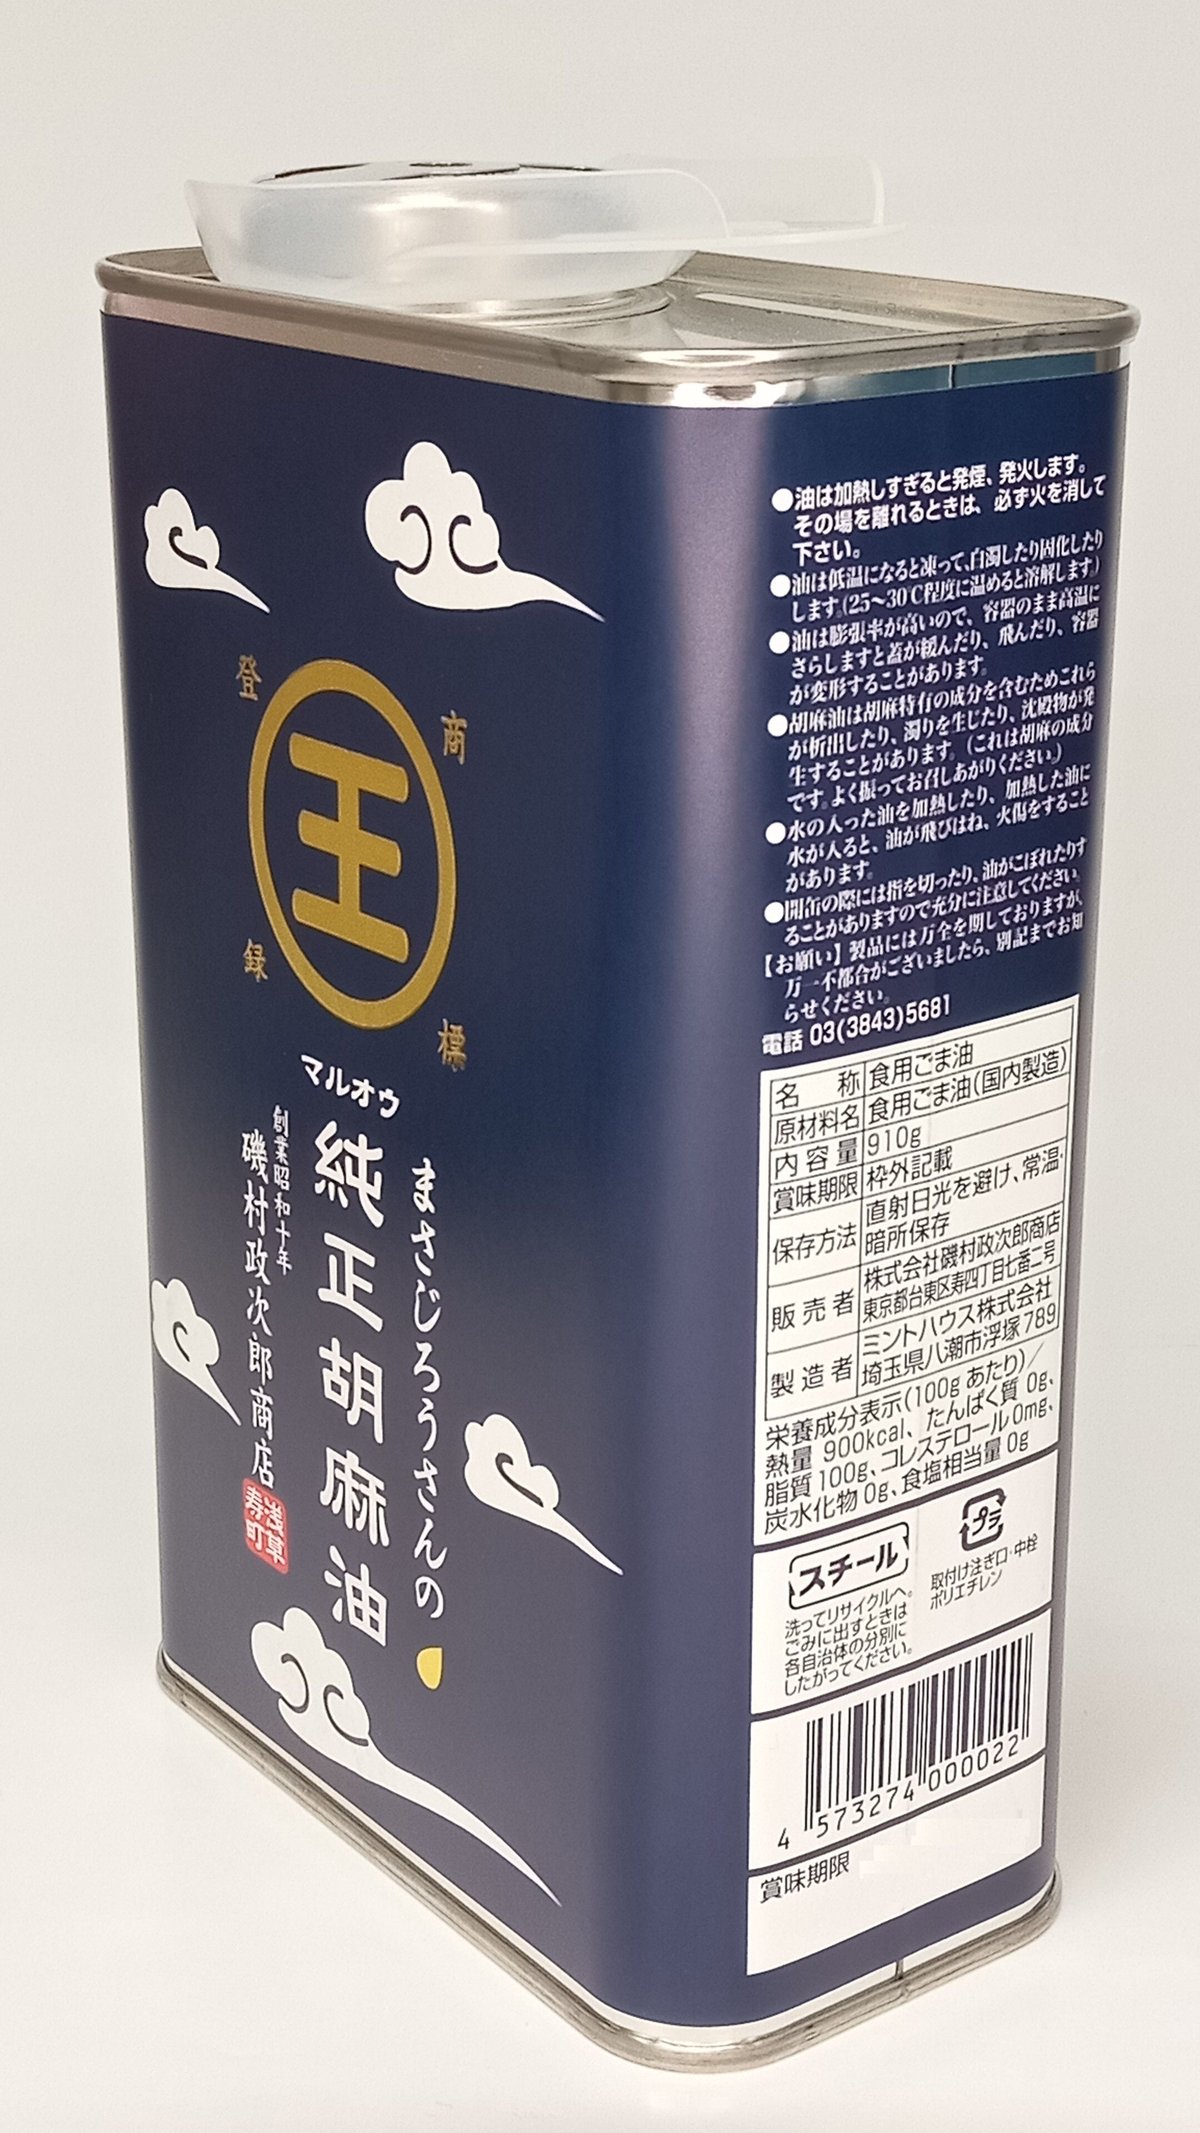 商
標
登
録
王
マルオウ
まさじろうさんの
純正胡麻油
創業昭和十年
磯村政次郎商店
浅草
寿町
●油は加熱しすぎると発煙、発火します。
その場を離れるときは、必ず火を消して
下さい。
●油は低温になると凍って、白濁したり固化したり
します(25〜30℃程度に温めると溶解します)
●油は膨張率が高いので、容器のまま高温に
さらしますと蓋が緩んだり、飛んだり、容器
が変形することがあります。
●胡麻油は胡麻特有の成分を含むためこれら
が析出したり、濁りを生じたり、沈殿物が発
生することがあります。(これは胡麻の成分
です。よく振ってお召しあがりください。)
●水の入った油を加熱したり、加熱した油に
水が入ると、油が飛びはね、火傷をすること
があります。
●開缶の際には指を切ったり、油がこぼれたりす
ることがありますので充分に注意してください。
【お願い】製品には万全を期しておりますが、
万一不都合がございましたら、別記までお知
らせください。
電話 03(3843)5681
名称 食用ごま油
原材料名 食用ごま油(国内製造)
内容量 910g
賞味期限 枠外記載
保存方法 直射日光を避け、常温・
暗所保存
販売者 株式会社磯村政次郎商店
東京都台東区寿四丁目七番二号
製造者 ミントハウス株式会社
埼玉県八潮市浮塚789
栄養成分表示(100gあたり)／
熱量 900kcal、たんぱく質 0g、
脂質 100g、コレステロール 0mg、
炭水化物 0g、食塩相当量 0g
スチール
洗ってリサイクルへ。
ごみに出すときは
各自治体の分別に
したがってください。
プラ
取付け注ぎ口・中栓
ポリエチレン
4 573274 000022
賞味期限